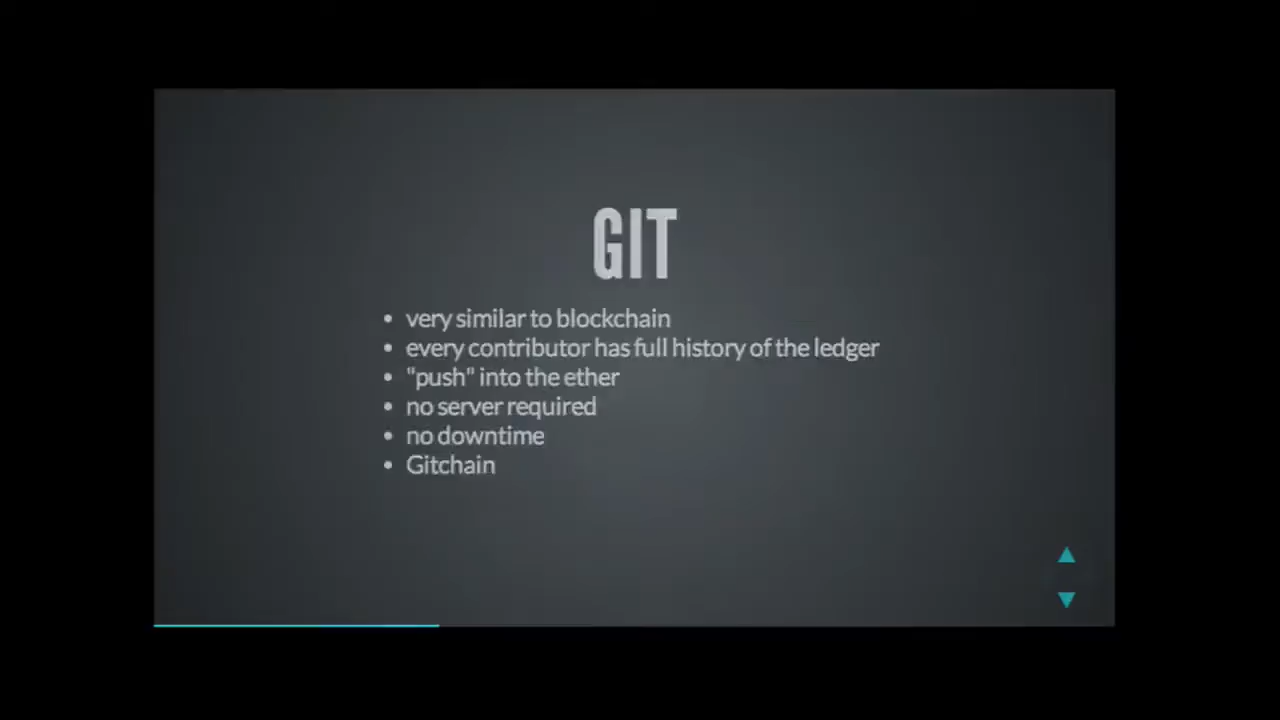 GIT
very similar to blockchain
every contributor has full history of the ledger
"push" into the ether
no server required
no downtime
Gitchain